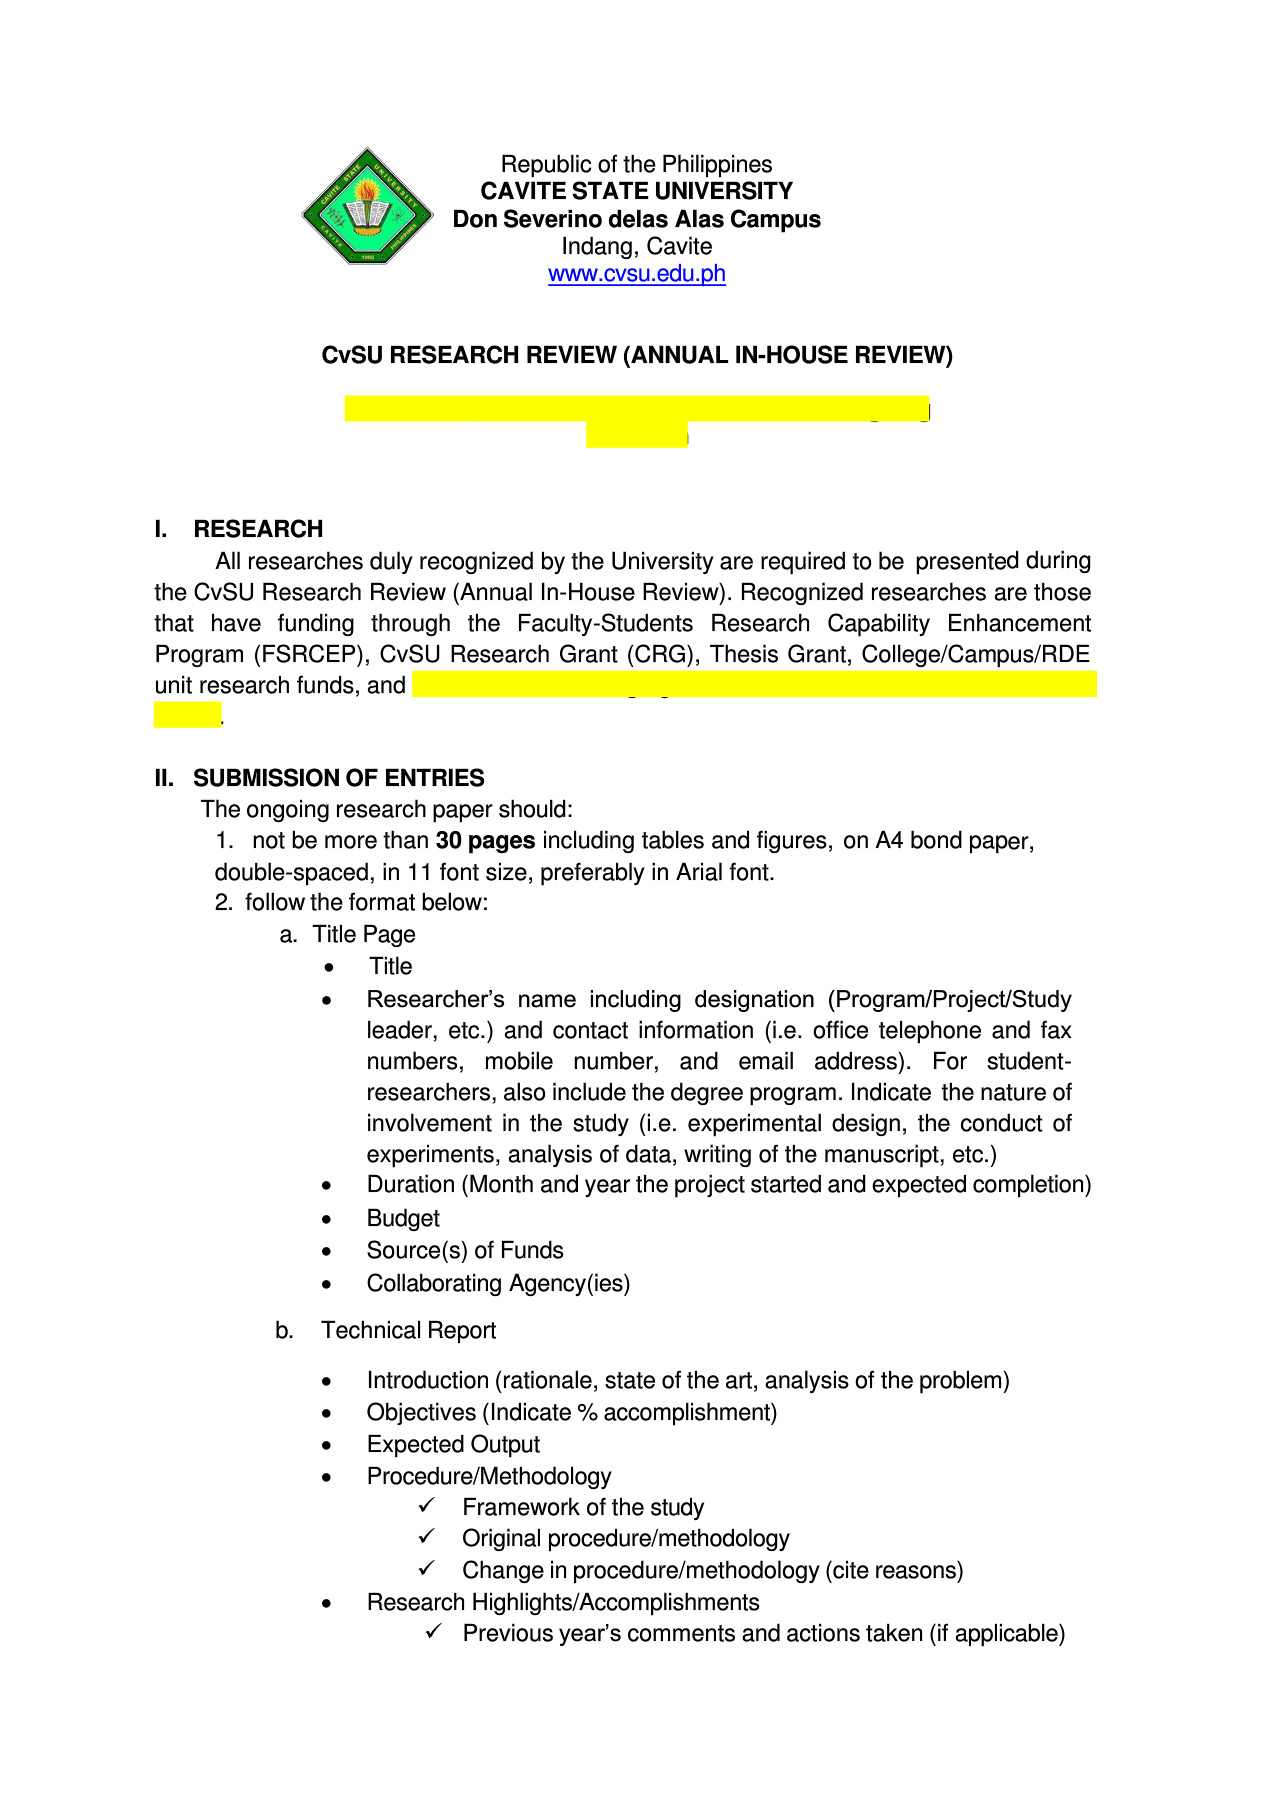 Republic of the Philippines
CAVITE STATE UNIVERSITY
Don Severino delas Alas Campus
Indang, Cavite
www.cvsu.edu.ph
CAVITE STATE UNIVERSITY
CAVITE PHILIPPINES
1906
CvSU RESEARCH REVIEW (ANNUAL IN-HOUSE REVIEW)
I. RESEARCH
All researches duly recognized by the University are required to be presented during
the CvSU Research Review (Annual In-House Review). Recognized researches are those
that have funding through the Faculty-Students Research Capability Enhancement
Program (FSRCEP), CvSU Research Grant (CRG), Thesis Grant, College/Campus/RDE
unit research funds, and
.
II. SUBMISSION OF ENTRIES
The ongoing research paper should:
1. not be more than 30 pages including tables and figures, on A4 bond paper,
double-spaced, in 11 font size, preferably in Arial font.
2. follow the format below:
a. Title Page
• Title
• Researcher’s name including designation (Program/Project/Study
leader, etc.) and contact information (i.e. office telephone and fax
numbers, mobile number, and email address). For student-
researchers, also include the degree program. Indicate the nature of
involvement in the study (i.e. experimental design, the conduct of
experiments, analysis of data, writing of the manuscript, etc.)
• Duration (Month and year the project started and expected completion)
• Budget
• Source(s) of Funds
• Collaborating Agency(ies)
b. Technical Report
• Introduction (rationale, state of the art, analysis of the problem)
• Objectives (Indicate % accomplishment)
• Expected Output
• Procedure/Methodology
✓ Framework of the study
✓ Original procedure/methodology
✓ Change in procedure/methodology (cite reasons)
• Research Highlights/Accomplishments
✓ Previous year’s comments and actions taken (if applicable)